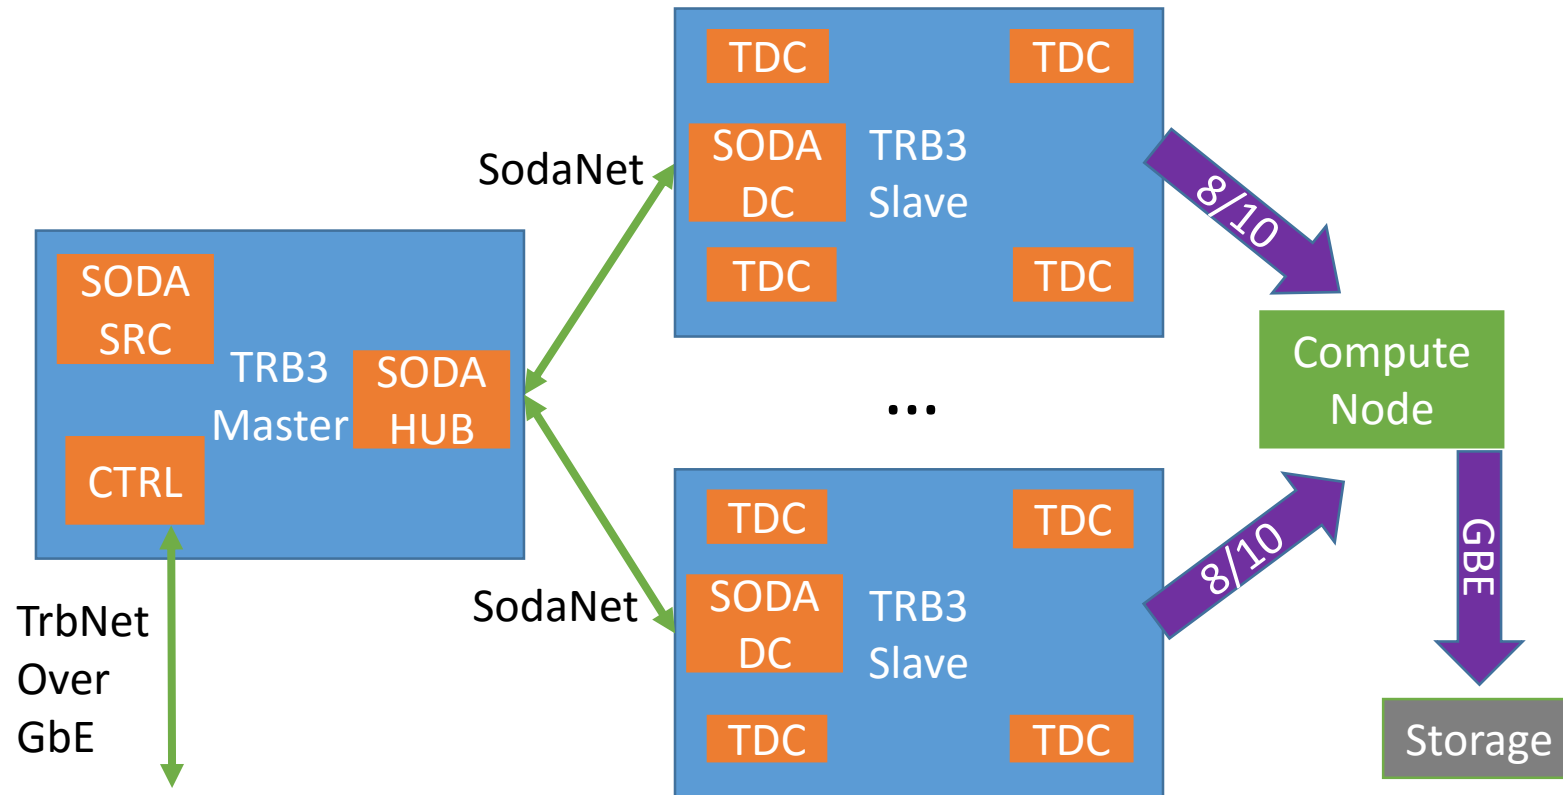 TrbNet
Over
GbE
SODA
SRC
TRB3
Master
SODA
HUB
CTRL
SodaNet
SodaNet
TDC
TDC
SODA
DC
TRB3
Slave
TDC
TDC
...
TDC
TDC
SODA
DC
TRB3
Slave
TDC
TDC
8/10
8/10
Compute
Node
GBE
Storage